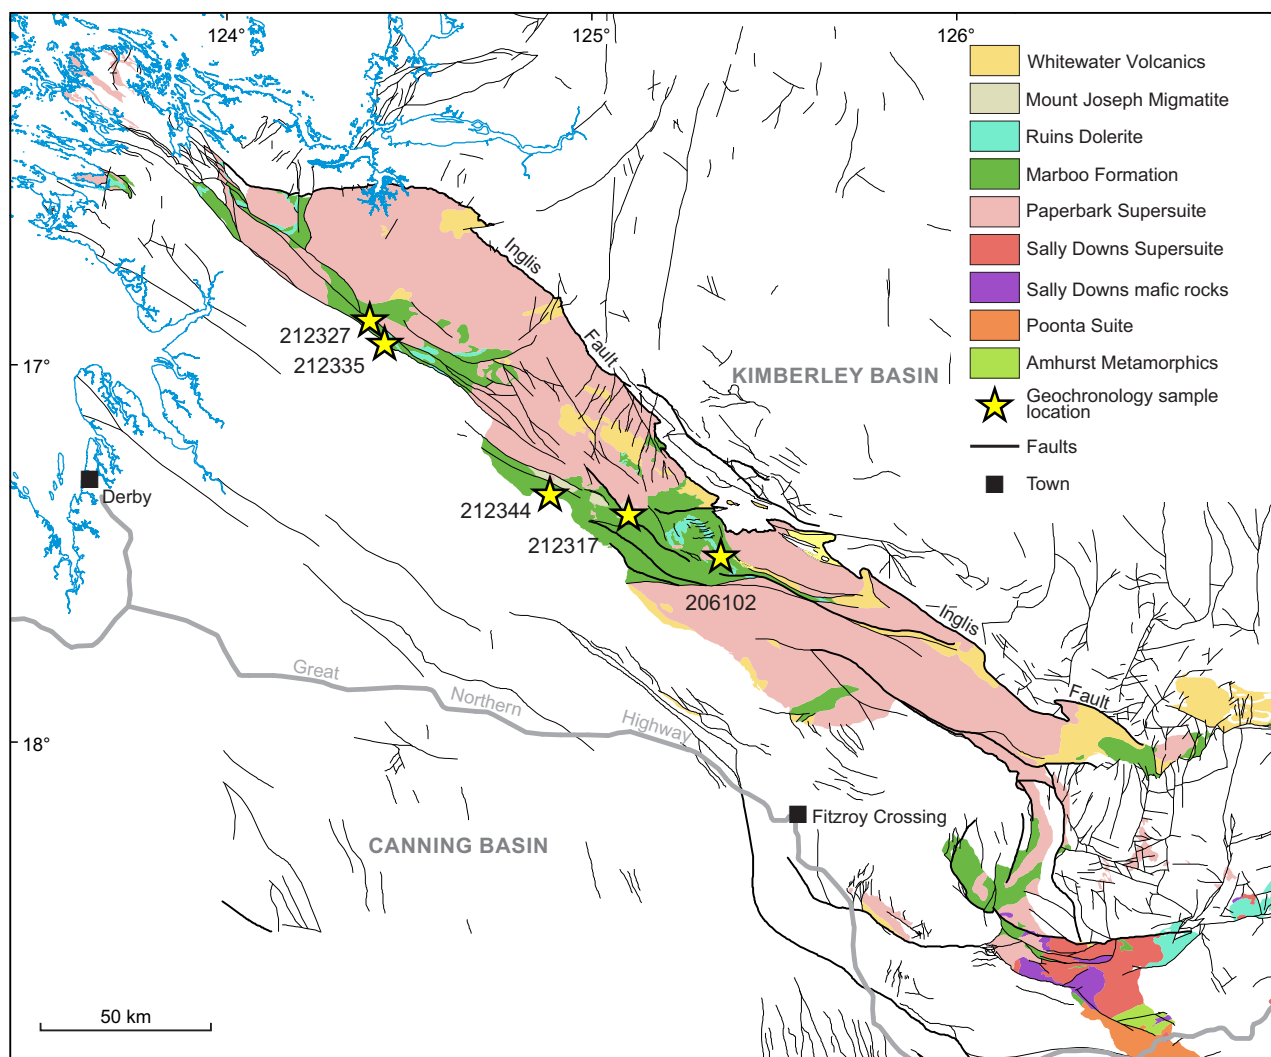 124°
125°
126°
Whitewater Volcanics
Mount Joseph Migmatite
Ruins Dolerite
Marboo Formation
Paperbark Supersuite
Sally Downs Supersuite
Sally Downs mafic rocks
Poonta Suite
Amhurst Metamorphics
Geochronology sample
location
Faults
Town
Inglis
Fault
212327
212335
17°
KIMBERLEY BASIN
Derby
212344
212317
206102
Inglis
Fault
Great
Northern
Highway
18°
Fitzroy Crossing
CANNING BASIN
50 km